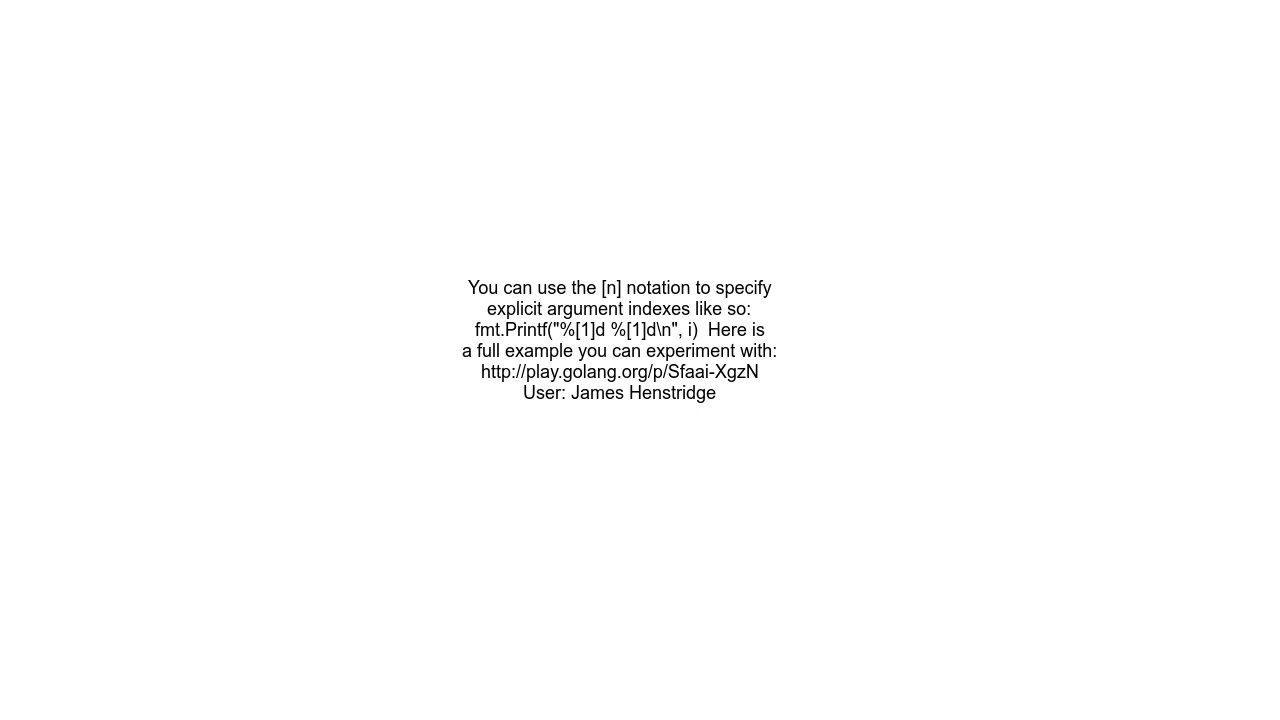 You can use the [n] notation to specify
explicit argument indexes like so:
fmt.Printf("%[1]d %[1]d\n", i)  Here is
a full example you can experiment with:
http://play.golang.org/p/Sfaai-XgzN
User: James Henstridge